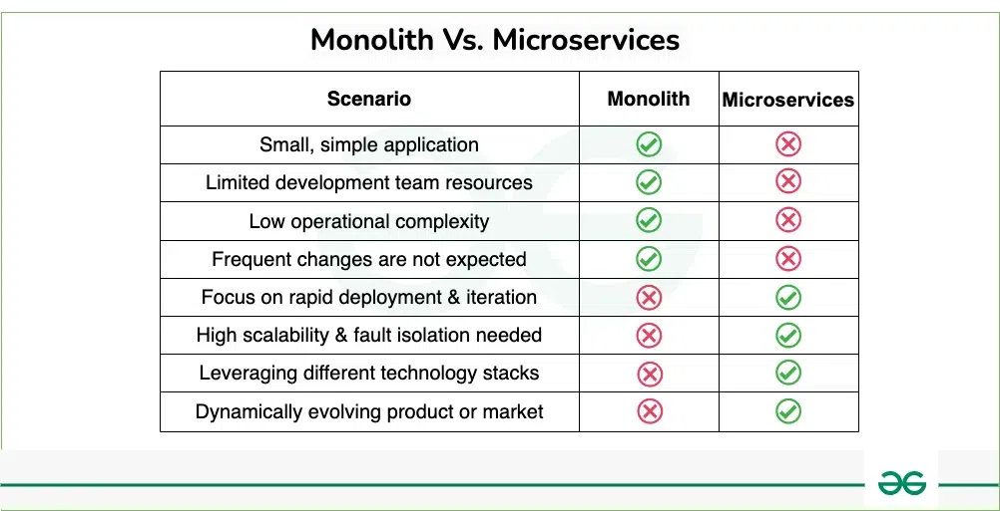 Monolith Vs. Microservices
Scenario Monolith Microservices
Small, simple application
Limited development team resources
Low operational complexity
Frequent changes are not expected
Focus on rapid deployment & iteration
High scalability & fault isolation needed
Leveraging different technology stacks
Dynamically evolving product or market